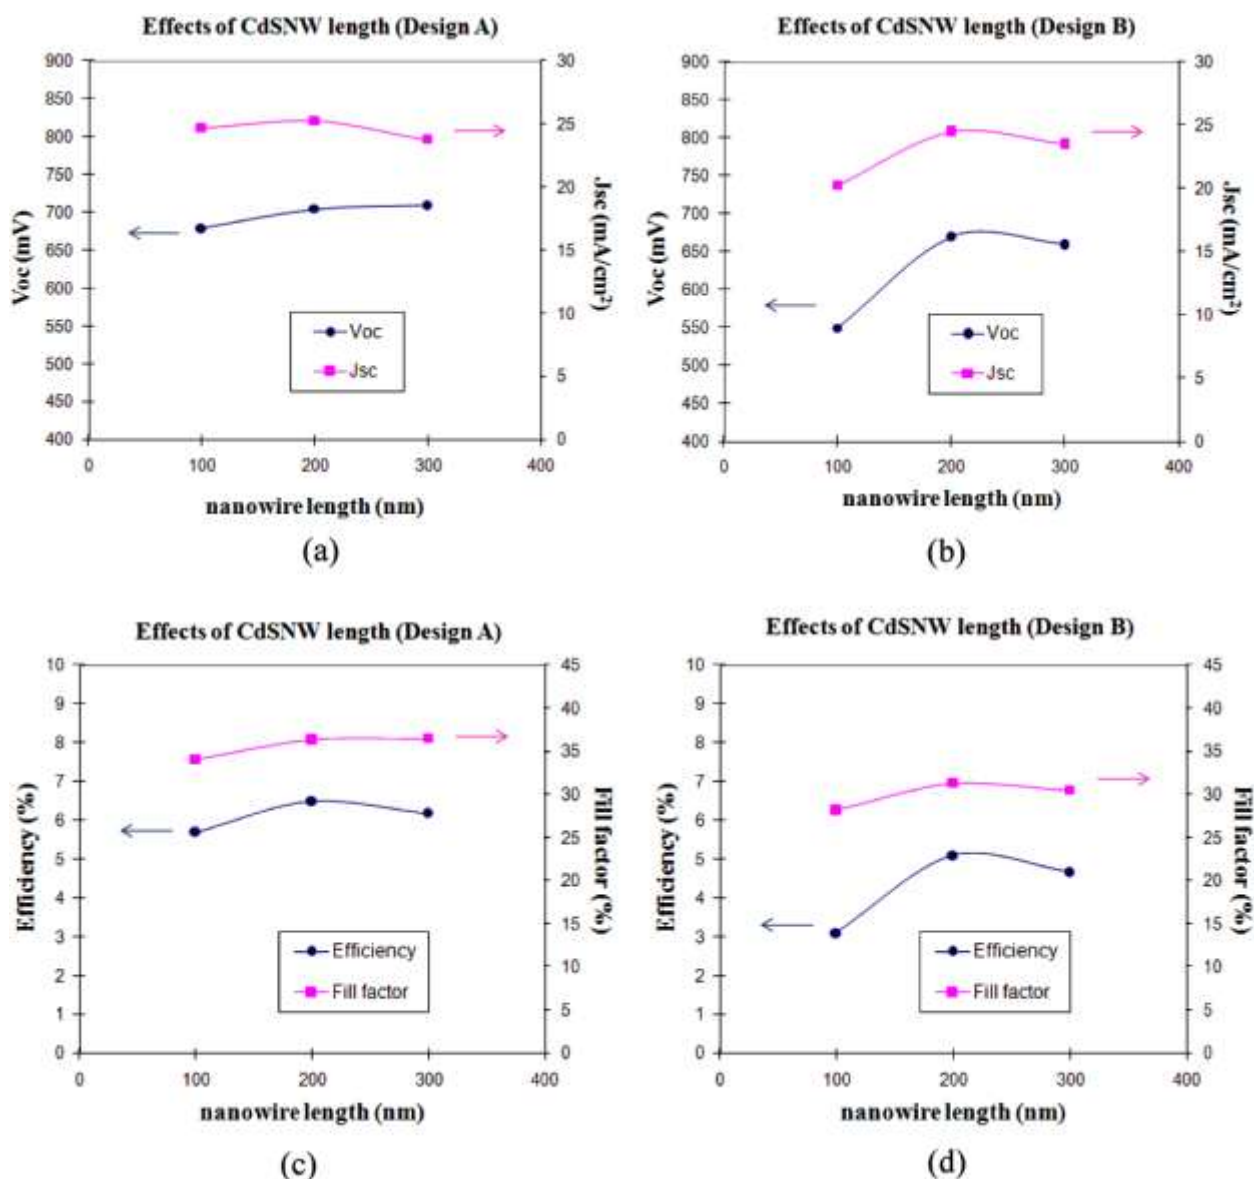 Effects of CdSNW length (Design A)
900
850
800
750
700
650
600
550
500
450
400
30
25
20
15
10
5
0
Voc (mV)
Jsc (mA/cm²)
Voc
Jsc
0 100 200 300 400
nanowire length (nm)
(a)
Effects of CdSNW length (Design B)
900
850
800
750
700
650
600
550
500
450
400
30
25
20
15
10
5
0
Voc (mV)
Jsc (mA/cm²)
Voc
Jsc
0 100 200 300 400
nanowire length (nm)
(b)
Effects of CdSNW length (Design A)
10
9
8
7
6
5
4
3
2
1
0
45
40
35
30
25
20
15
10
5
0
Efficiency (%)
Fill factor (%)
Efficiency
Fill factor
0 100 200 300 400
nanowire length (nm)
(c)
Effects of CdSNW length (Design B)
10
9
8
7
6
5
4
3
2
1
0
45
40
35
30
25
20
15
10
5
0
Efficiency (%)
Fill factor (%)
Efficiency
Fill factor
0 100 200 300 400
nanowire length (nm)
(d)